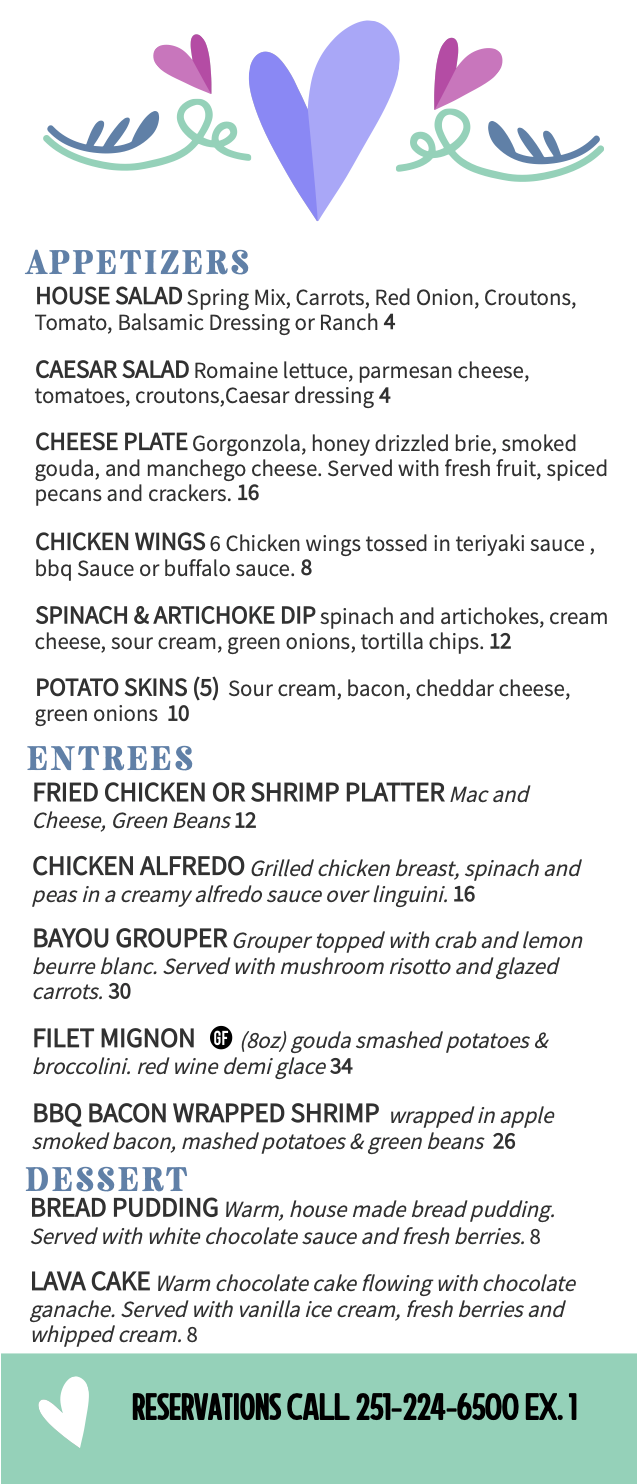 APPETIZERS
HOUSE SALAD Spring Mix, Carrots, Red Onion, Croutons,
Tomato, Balsamic Dressing or Ranch 4
CAESAR SALAD Romaine lettuce, parmesan cheese,
tomatoes, croutons,Caesar dressing 4
CHEESE PLATE Gorgonzola, honey drizzled brie, smoked
gouda, and manchego cheese. Served with fresh fruit, spiced
pecans and crackers. 16
CHICKEN WINGS 6 Chicken wings tossed in teriyaki sauce ,
bbq Sauce or buffalo sauce. 8
SPINACH & ARTICHOKE DIP spinach and artichokes, cream
cheese, sour cream, green onions, tortilla chips. 12
POTATO SKINS (5) Sour cream, bacon, cheddar cheese,
green onions 10
ENTREES
FRIED CHICKEN OR SHRIMP PLATTER Mac and
Cheese, Green Beans 12
CHICKEN ALFREDO Grilled chicken breast, spinach and
peas in a creamy alfredo sauce over linguini. 16
BAYOU GROUPER Grouper topped with crab and lemon
beurre blanc. Served with mushroom risotto and glazed
carrots. 30
FILET MIGNON GF (8oz) gouda smashed potatoes &
broccolini. red wine demi glace 34
BBQ BACON WRAPPED SHRIMP wrapped in apple
smoked bacon, mashed potatoes & green beans 26
DESSERT
BREAD PUDDING Warm, house made bread pudding.
Served with white chocolate sauce and fresh berries. 8
LAVA CAKE Warm chocolate cake flowing with chocolate
ganache. Served with vanilla ice cream, fresh berries and
whipped cream. 8
RESERVATIONS CALL 251-224-6500 EX. 1